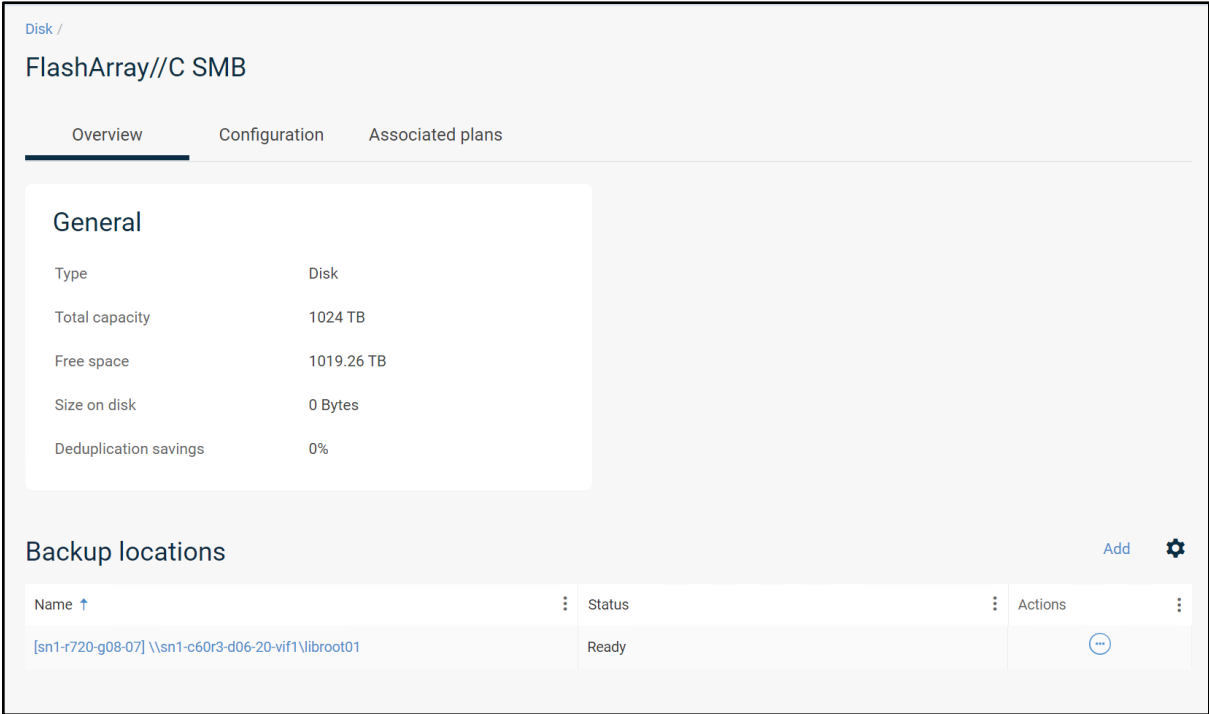 Disk /
FlashArray//C SMB
Overview Configuration Associated plans
General
Type Disk
Total capacity 1024 TB
Free space 1019.26 TB
Size on disk 0 Bytes
Deduplication savings 0%
Backup locations Add
Name ↑ Status Actions
[sn1-r720-g08-07] \\sn1-c60r3-d06-20-vif1\libroot01 Ready